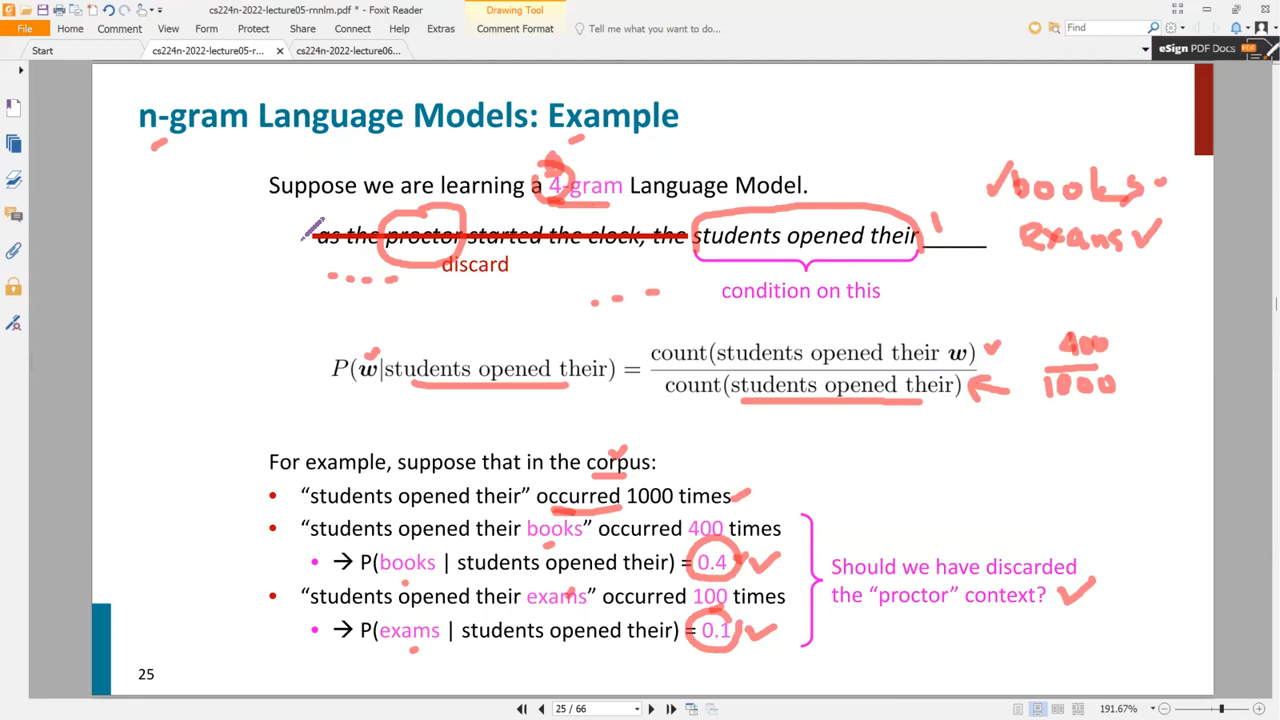 cs224n-2022-lecture05-rnnlm.pdf * - Foxit Reader
Drawing Tool
File Home Comment View Form Protect Share Connect Help Extras Comment Format Tell me what you want to do... Find
Start cs224n-2022-lecture05-r... cs224n-2022-lecture06... eSign PDF Docs
n-gram Language Models: Example
Suppose we are learning a 4-gram Language Model.
books
as the proctor started the clock, the students opened their
exams
discard
condition on this
P(w|students opened their) = count(students opened their w)
count(students opened their)
400
1000
For example, suppose that in the corpus:
• "students opened their" occurred 1000 times
• "students opened their books" occurred 400 times
• → P(books | students opened their) = 0.4
• "students opened their exams" occurred 100 times
• → P(exams | students opened their) = 0.1
Should we have discarded
the "proctor" context?
25
25 / 66 191.67%